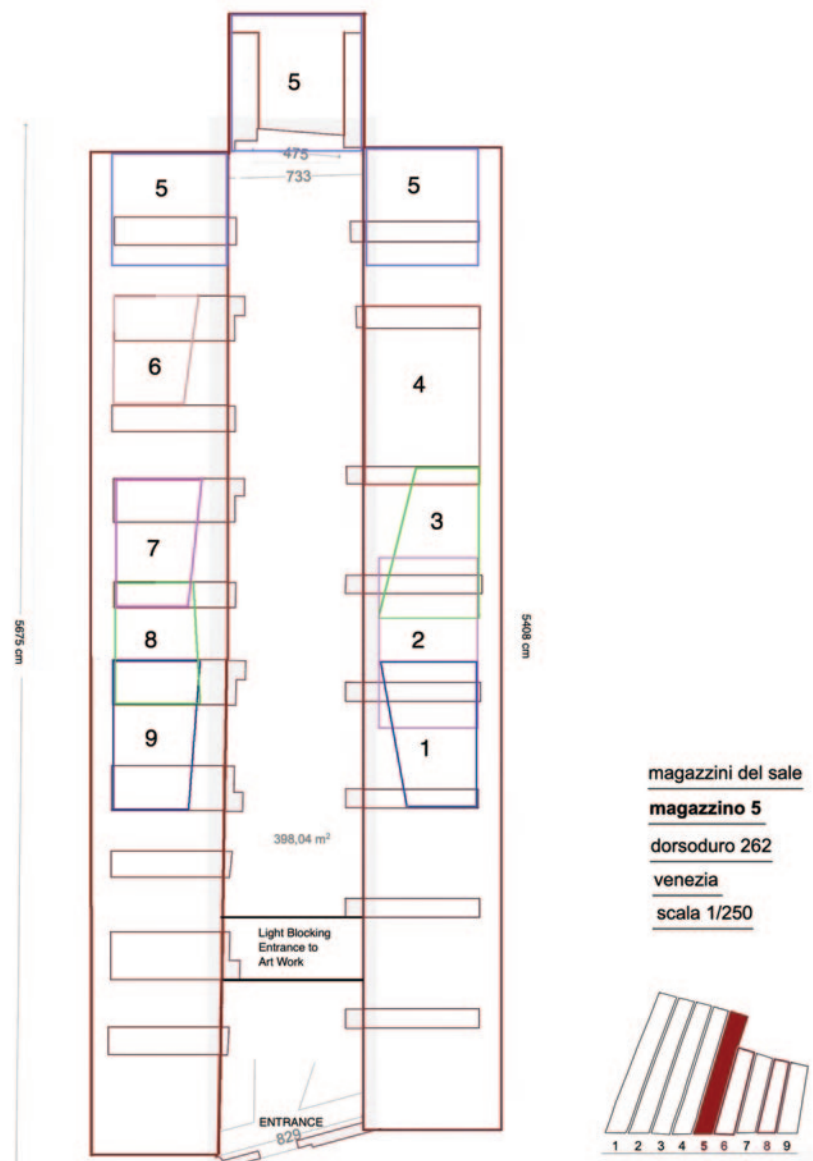 5
475
733
5
5
6
4
3
7
2
8
9
1
5675 cm
5408 cm
398,04 m²
Light Blocking
Entrance to
Art Work
ENTRANCE
829
magazzini del sale
magazzino 5
dorsoduro 262
venezia
scala 1/250
1 2 3 4 5 6 7 8 9